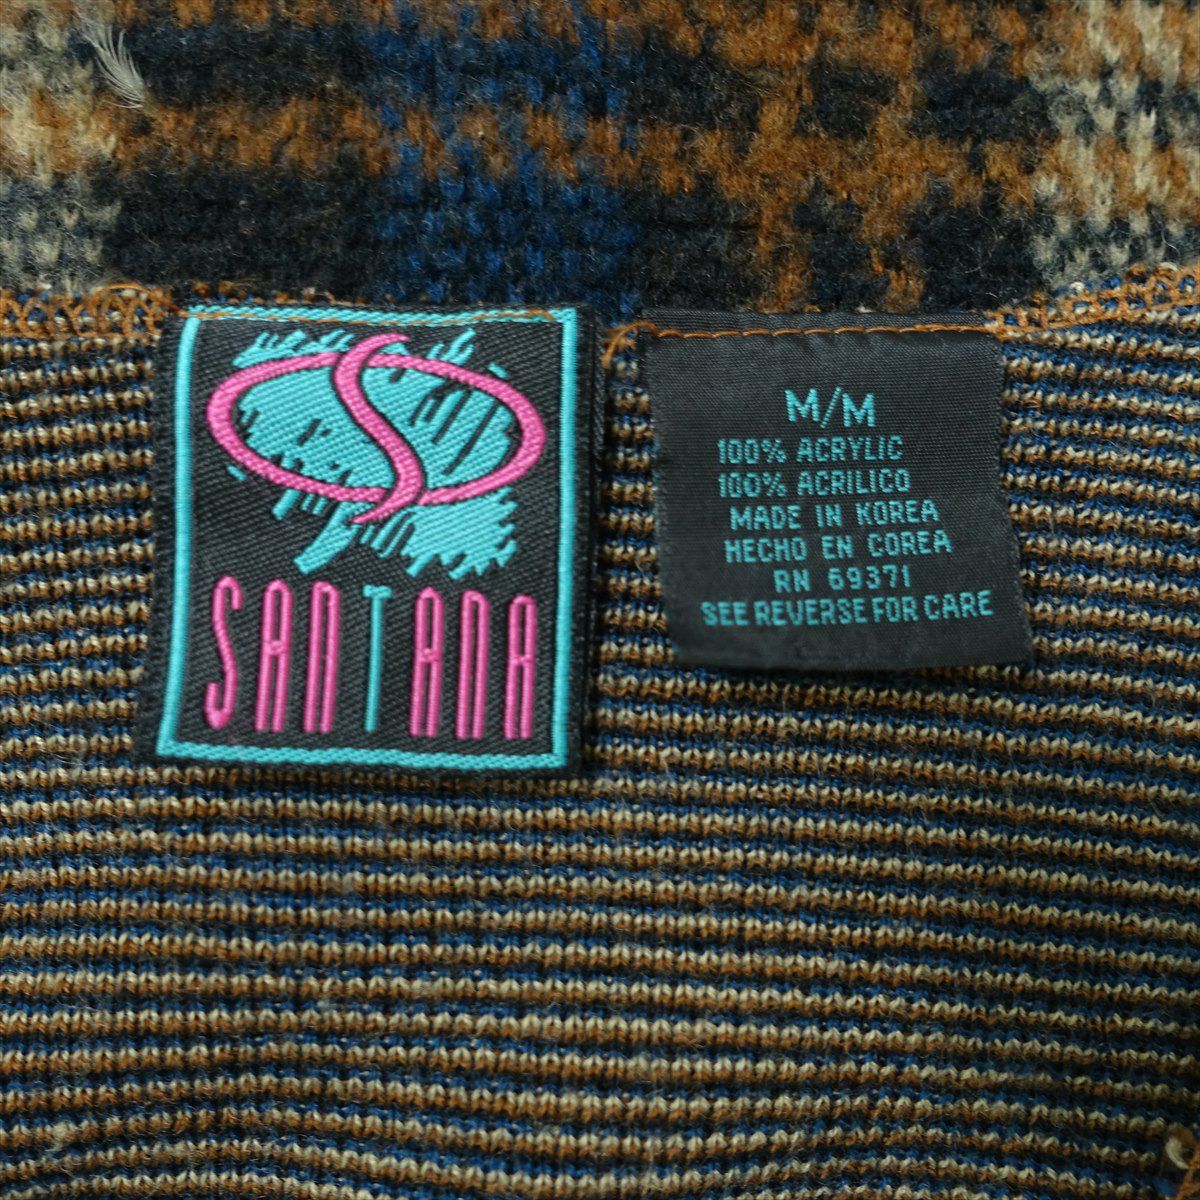 S
SANTANA
M/M
100% ACRYLIC
100% ACRILICO
MADE IN KOREA
HECHO EN COREA
RN 69371
SEE REVERSE FOR CARE